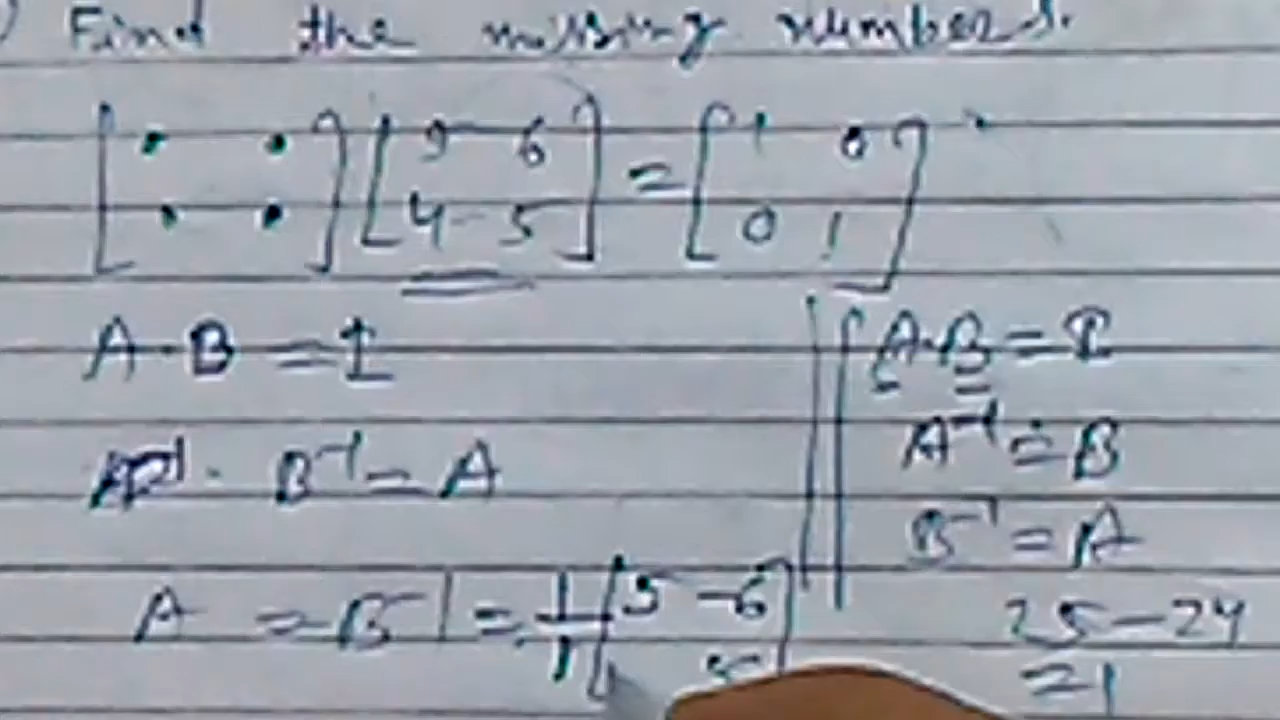 ) Find the missing numbers.
[. . / . .] [5 6 / 4 5] = [1 0 / 0 1]
A·B = I
B⁻¹ = A
A = B⁻¹ = 1/1 [5 -6 / 5]
A·B = I
A⁻¹ = B
B⁻¹ = A
25-24
=1